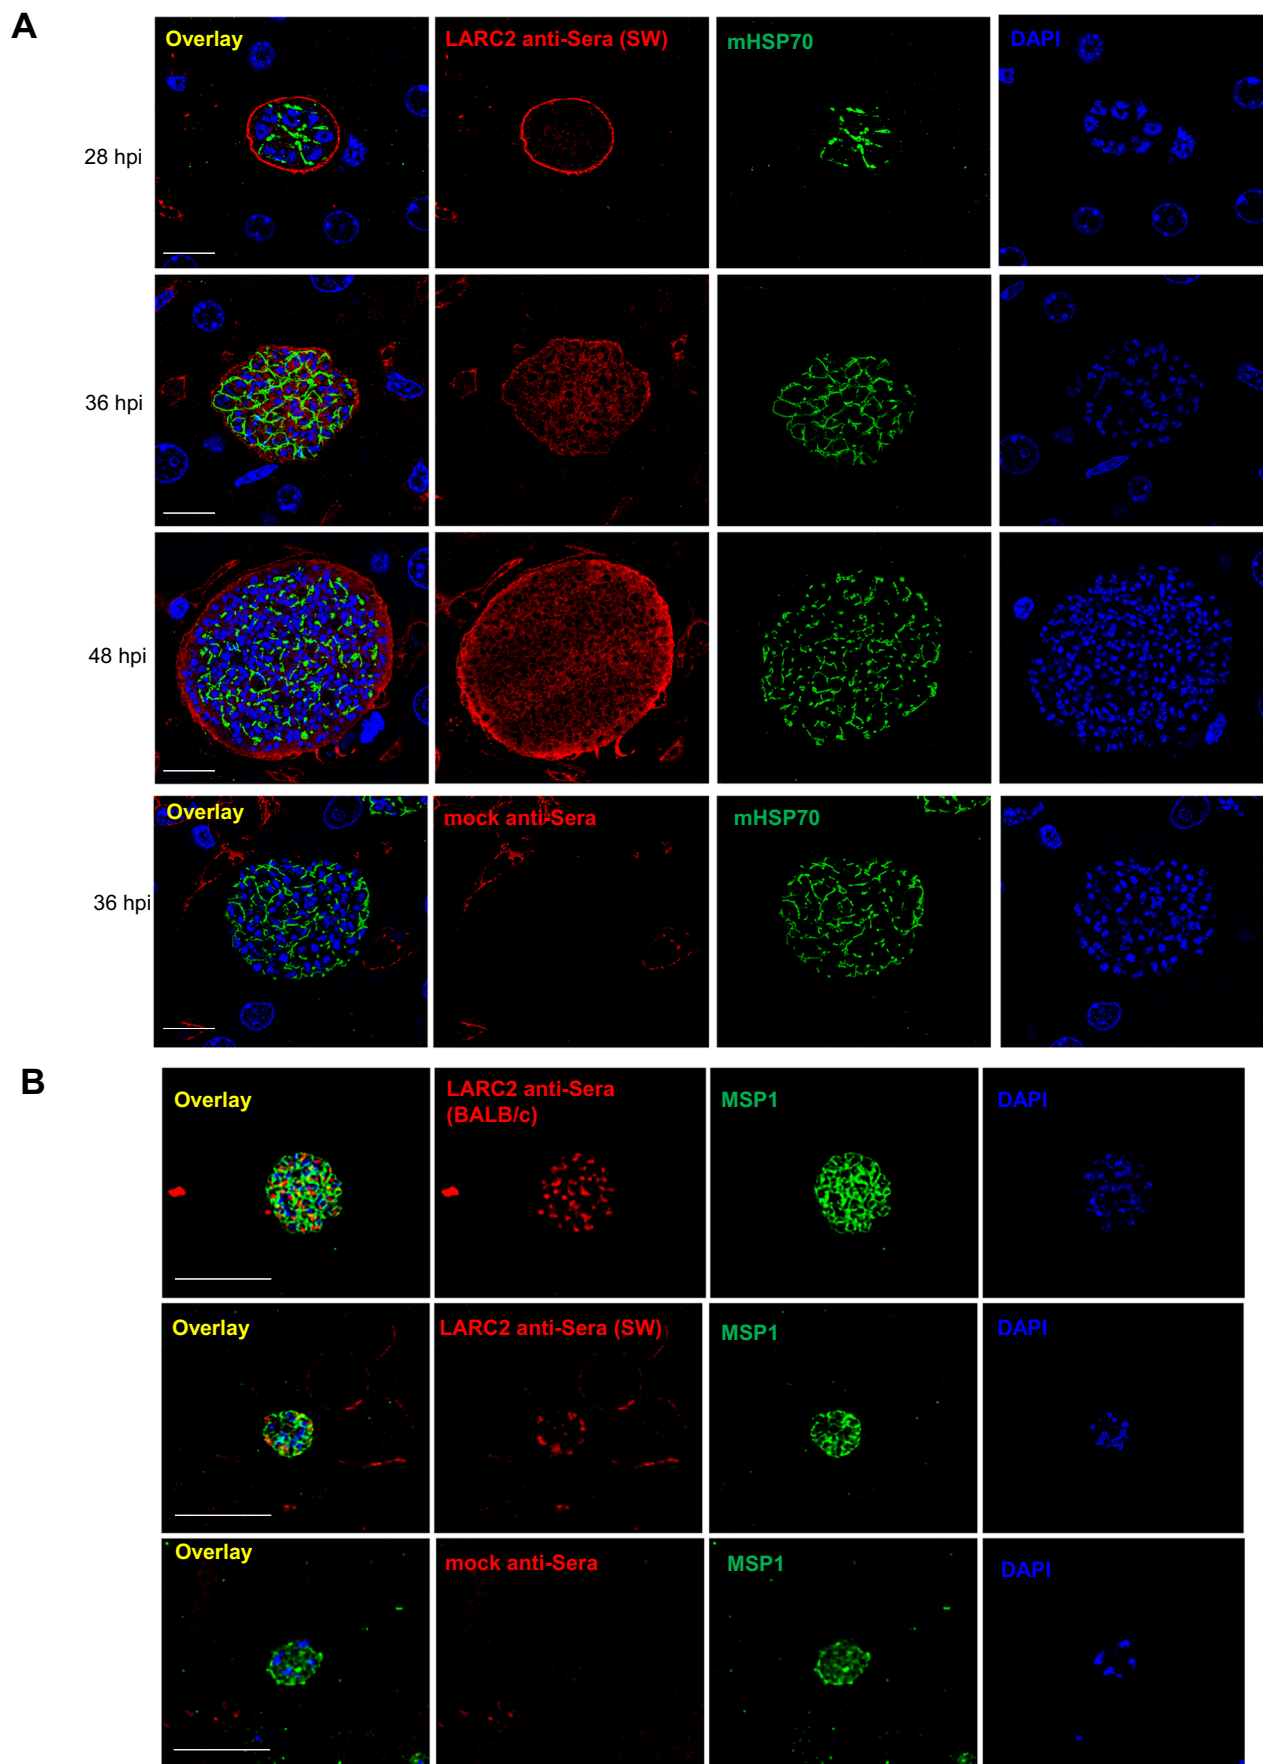 A
Overlay
LARC2 anti-Sera (SW)
mHSP70
DAPI
28 hpi
36 hpi
48 hpi
Overlay
mock anti-Sera
mHSP70
36 hpi
B
Overlay
LARC2 anti-Sera
(BALB/c)
MSP1
DAPI
Overlay
LARC2 anti-Sera (SW)
MSP1
DAPI
Overlay
mock anti-Sera
MSP1
DAPI